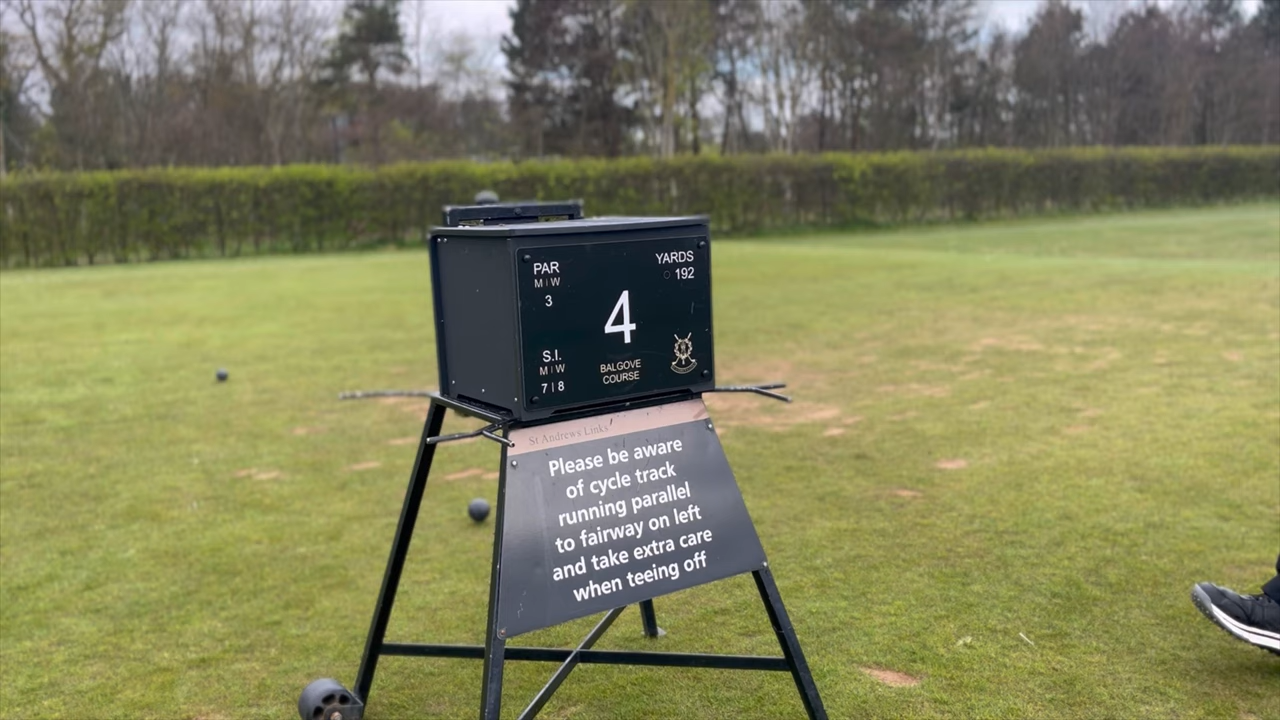 PAR
M | W
3
YARDS
192
4
S.I.
M | W
7 | 8
BALGOVE
COURSE
St Andrews Links
Please be aware
of cycle track
running parallel
to fairway on left
and take extra care
when teeing off